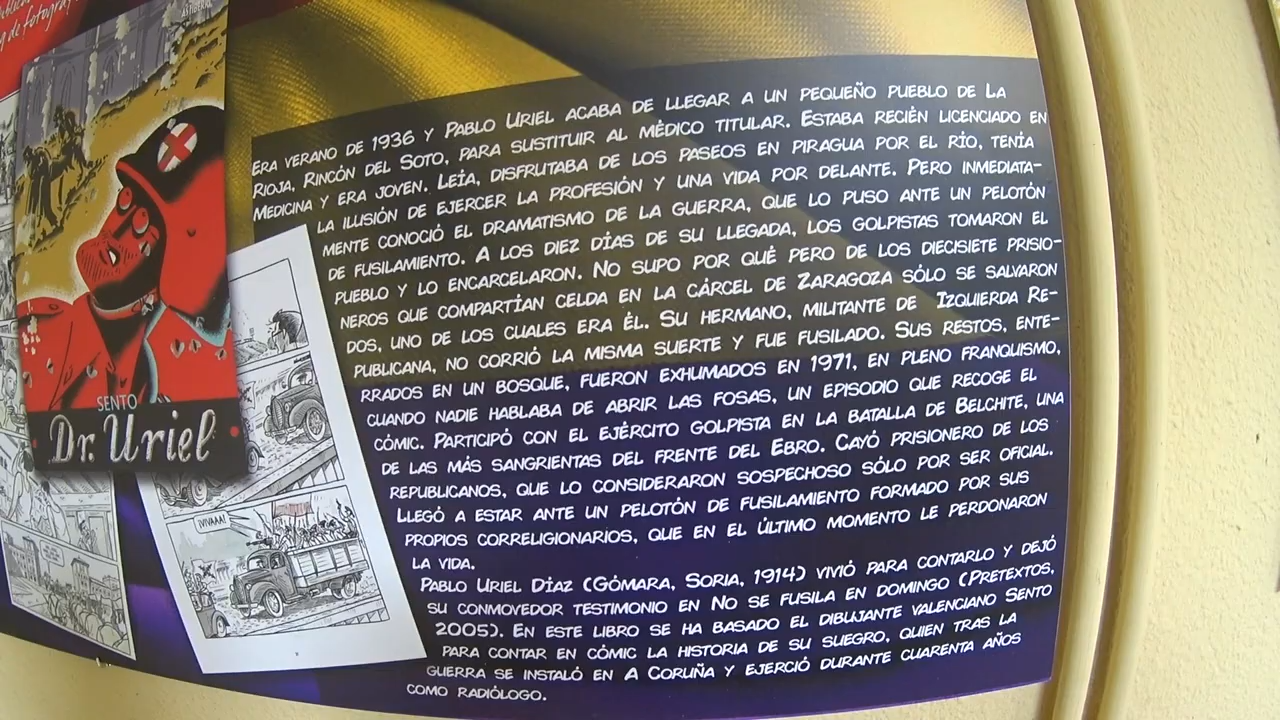 de fotogra
SENTO
Dr. Uriel
¡VIVAAA!
ERA VERANO DE 1936 Y PABLO URIEL ACABA DE LLEGAR A UN PEQUEÑO PUEBLO DE LA
RIOJA, RINCÓN DEL SOTO, PARA SUSTITUIR AL MÉDICO TITULAR. ESTABA RECIÉN LICENCIADO EN
MEDICINA Y ERA JOVEN. LEÍA, DISFRUTABA DE LOS PASEOS EN PIRAGUA POR EL RÍO, TENÍA
LA ILUSIÓN DE EJERCER LA PROFESIÓN Y UNA VIDA POR DELANTE. PERO INMEDIATA-
MENTE CONOCIÓ EL DRAMATISMO DE LA GUERRA, QUE LO PUSO ANTE UN PELOTÓN
DE FUSILAMIENTO. A LOS DIEZ DÍAS DE SU LLEGADA, LOS GOLPISTAS TOMARON EL
PUEBLO Y LO ENCARCELARON. NO SUPO POR QUÉ PERO DE LOS DIECISIETE PRISIO-
NEROS QUE COMPARTÍAN CELDA EN LA CÁRCEL DE ZARAGOZA SÓLO SE SALVARON
DOS, UNO DE LOS CUALES ERA ÉL. SU HERMANO, MILITANTE DE IZQUIERDA RE-
PUBLICANA, NO CORRIÓ LA MISMA SUERTE Y FUE FUSILADO. SUS RESTOS, ENTE-
RRADOS EN UN BOSQUE, FUERON EXHUMADOS EN 1971, EN PLENO FRANQUISMO,
CUANDO NADIE HABLABA DE ABRIR LAS FOSAS, UN EPISODIO QUE RECOGE EL
CÓMIC. PARTICIPÓ CON EL EJÉRCITO GOLPISTA EN LA BATALLA DE BELCHITE, UNA
DE LAS MÁS SANGRIENTAS DEL FRENTE DEL EBRO. CAYÓ PRISIONERO DE LOS
REPUBLICANOS, QUE LO CONSIDERARON SOSPECHOSO SÓLO POR SER OFICIAL.
LLEGÓ A ESTAR ANTE UN PELOTÓN DE FUSILAMIENTO FORMADO POR SUS
PROPIOS CORRELIGIONARIOS, QUE EN EL ÚLTIMO MOMENTO LE PERDONARON
LA VIDA.
PABLO URIEL DÍAZ (GÓMARA, SORIA, 1914) VIVIÓ PARA CONTARLO Y DEJÓ
SU CONMOVEDOR TESTIMONIO EN NO SE FUSILA EN DOMINGO (PRETEXTOS,
2005). EN ESTE LIBRO SE HA BASADO EL DIBUJANTE VALENCIANO SENTO
PARA CONTAR EN CÓMIC LA HISTORIA DE SU SUEGRO, QUIEN TRAS LA
GUERRA SE INSTALÓ EN A CORUÑA Y EJERCIÓ DURANTE CUARENTA AÑOS
COMO RADIÓLOGO.